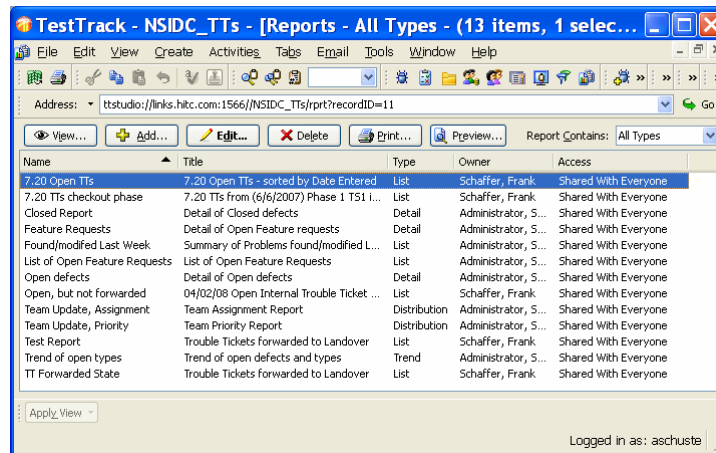 TestTrack - NSIDC_TTs - [Reports - All Types - (13 items, 1 selec...
File Edit View Create Activities Tabs Email Tools Window Help
Address: ttstudio://links.hitc.com:1566//NSIDC_TTs/rprt?recordID=11 Go
View... Add... Edit... Delete Print... Preview... Report Contains: All Types
Name Title Type Owner Access
7.20 Open TTs 7.20 Open TTs - sorted by Date Entered List Schaffer, Frank Shared With Everyone
7.20 TTs checkout phase 7.20 TTs from (6/6/2007) Phase 1 TS1 i... List Schaffer, Frank Shared With Everyone
Closed Report Detail of Closed defects Detail Administrator, S... Shared With Everyone
Feature Requests Detail of Open Feature requests Detail Administrator, S... Shared With Everyone
Found/modifed Last Week Summary of Problems found/modified L... List Administrator, S... Shared With Everyone
List of Open Feature Requests List of Open Feature Requests List Administrator, S... Shared With Everyone
Open defects Detail of Open defects Detail Administrator, S... Shared With Everyone
Open, but not forwarded 04/02/08 Open Internal Trouble Ticket ... List Schaffer, Frank Shared With Everyone
Team Update, Assignment Team Assignment Report Distribution Administrator, S... Shared With Everyone
Team Update, Priority Team Priority Report Distribution Administrator, S... Shared With Everyone
Test Report Trouble Tickets forwarded to Landover List Schaffer, Frank Shared With Everyone
Trend of open types Trend of open defects and types Trend Administrator, S... Shared With Everyone
TT Forwarded State Trouble Tickets forwarded to Landover List Schaffer, Frank Shared With Everyone
Apply View
Logged in as: aschuste